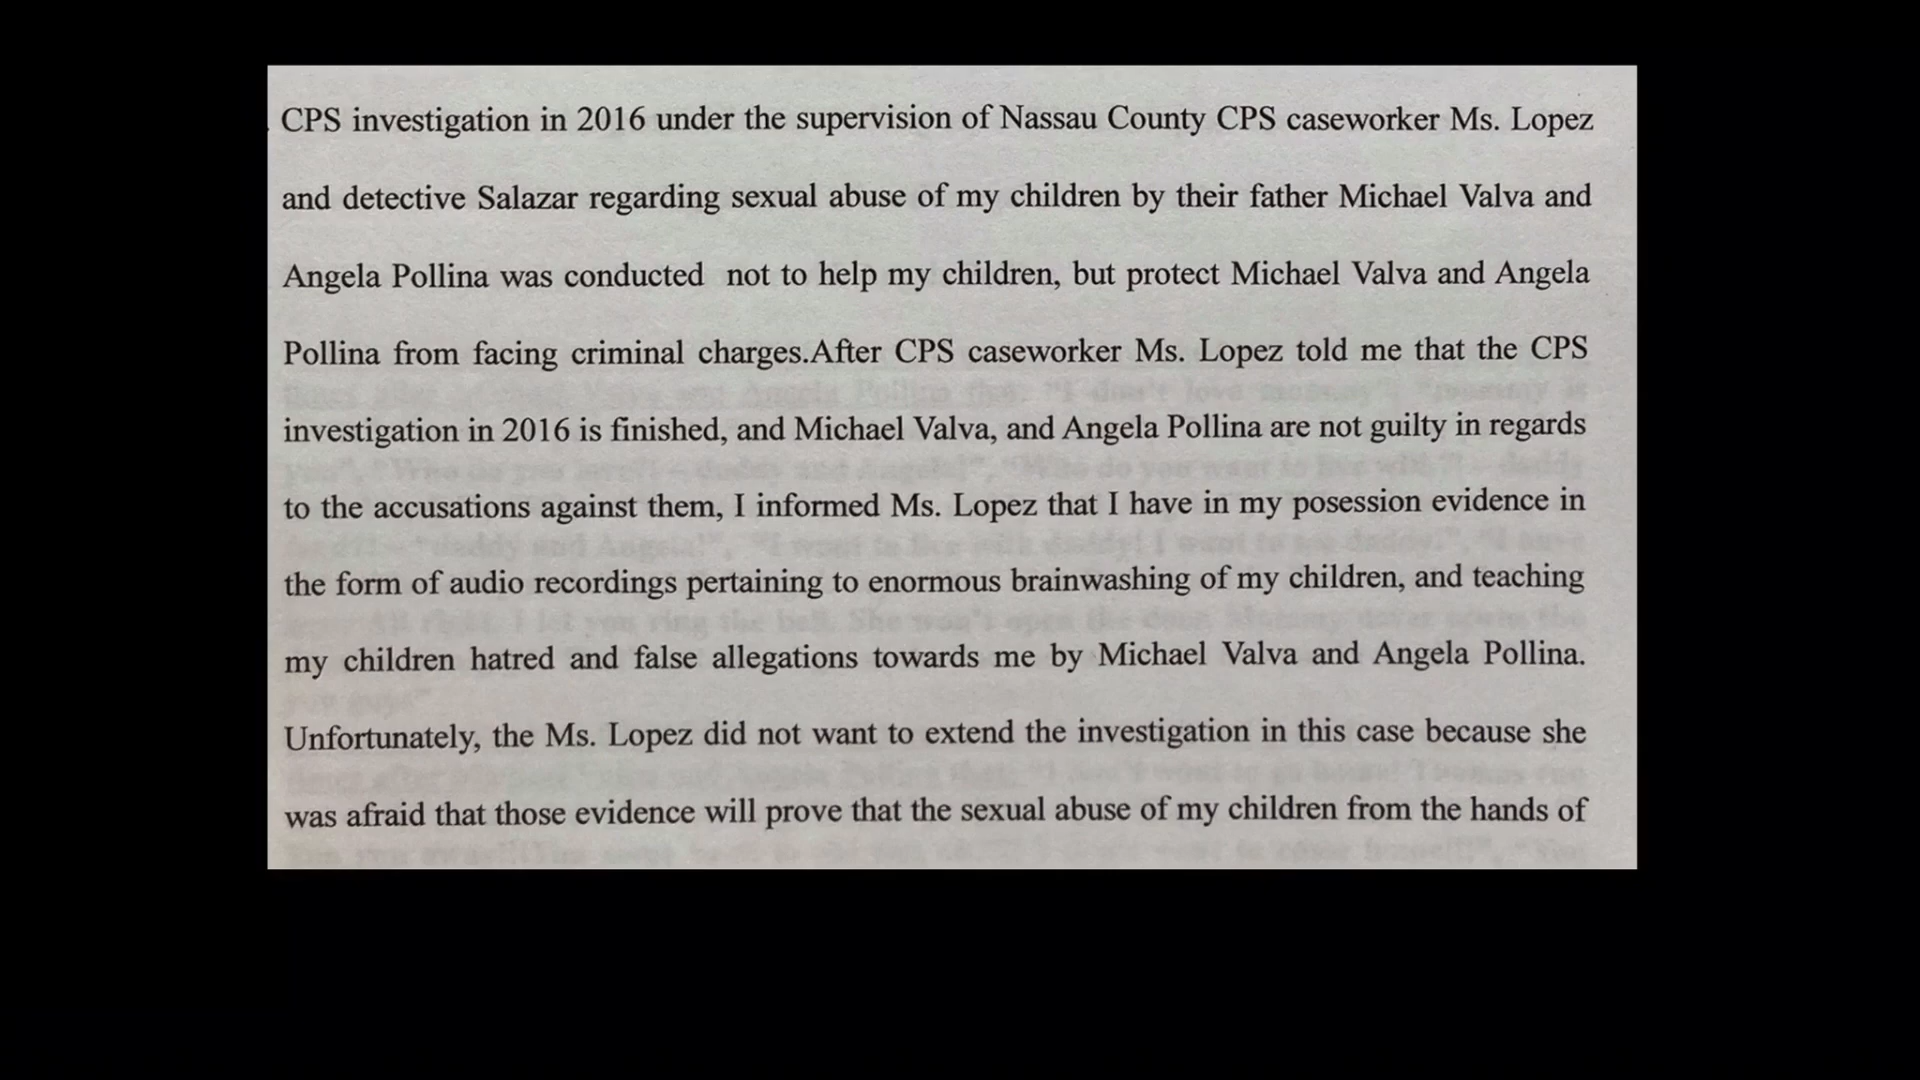 CPS investigation in 2016 under the supervision of Nassau County CPS caseworker Ms. Lopez
and detective Salazar regarding sexual abuse of my children by their father Michael Valva and
Angela Pollina was conducted  not to help my children, but protect Michael Valva and Angela
Pollina from facing criminal charges.After CPS caseworker Ms. Lopez told me that the CPS
investigation in 2016 is finished, and Michael Valva, and Angela Pollina are not guilty in regards
to the accusations against them, I informed Ms. Lopez that I have in my posession evidence in
the form of audio recordings pertaining to enormous brainwashing of my children, and teaching
my children hatred and false allegations towards me by Michael Valva and Angela Pollina.
Unfortunately, the Ms. Lopez did not want to extend the investigation in this case because she
was afraid that those evidence will prove that the sexual abuse of my children from the hands of